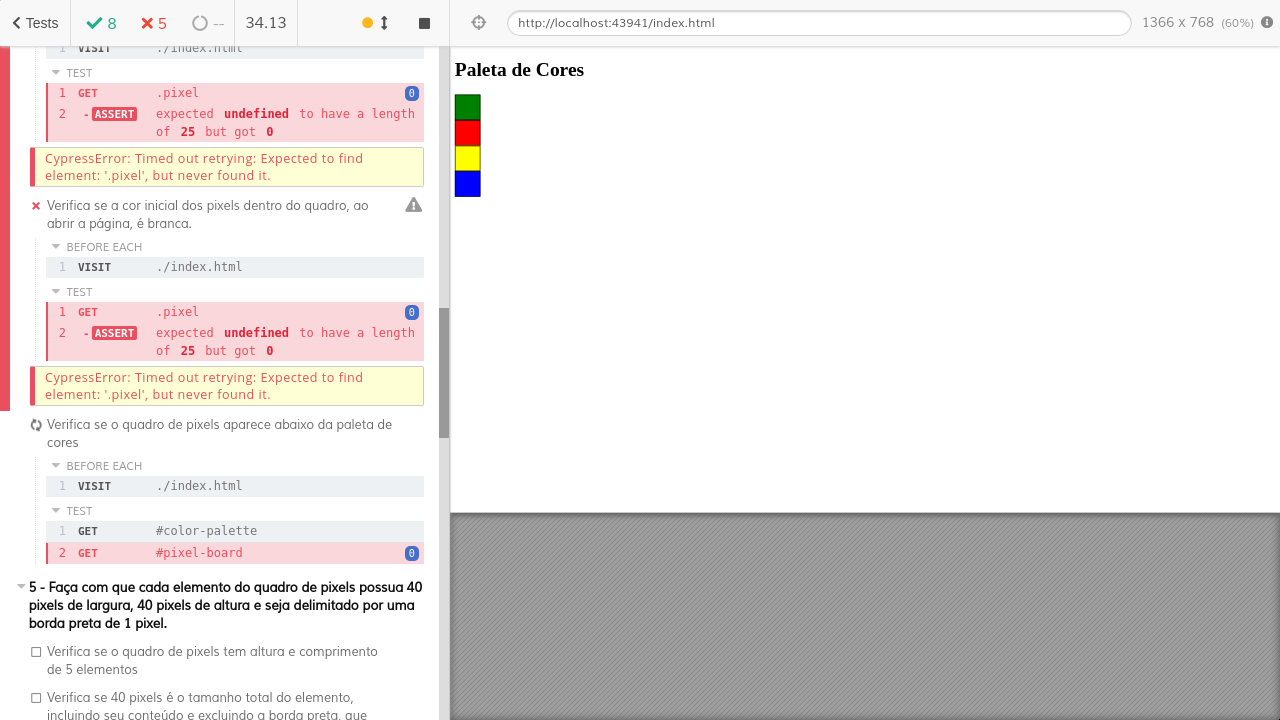 Tests 8 5 -- 34.13
http://localhost:43941/index.html 1366 x 768 (60%)
1 VISIT ./index.html
TEST
1 GET .pixel 0
2 -ASSERT expected undefined to have a length
of 25 but got 0
CypressError: Timed out retrying: Expected to find
element: '.pixel', but never found it.
Verifica se a cor inicial dos pixels dentro do quadro, ao
abrir a página, é branca.
BEFORE EACH
1 VISIT ./index.html
TEST
1 GET .pixel 0
2 -ASSERT expected undefined to have a length
of 25 but got 0
CypressError: Timed out retrying: Expected to find
element: '.pixel', but never found it.
Verifica se o quadro de pixels aparece abaixo da paleta de
cores
BEFORE EACH
1 VISIT ./index.html
TEST
1 GET #color-palette
2 GET #pixel-board 0
5 - Faça com que cada elemento do quadro de pixels possua 40
pixels de largura, 40 pixels de altura e seja delimitado por uma
borda preta de 1 pixel.
Verifica se o quadro de pixels tem altura e comprimento
de 5 elementos
Verifica se 40 pixels é o tamanho total do elemento,
incluindo seu conteúdo e excluindo a borda preta, que
Paleta de Cores